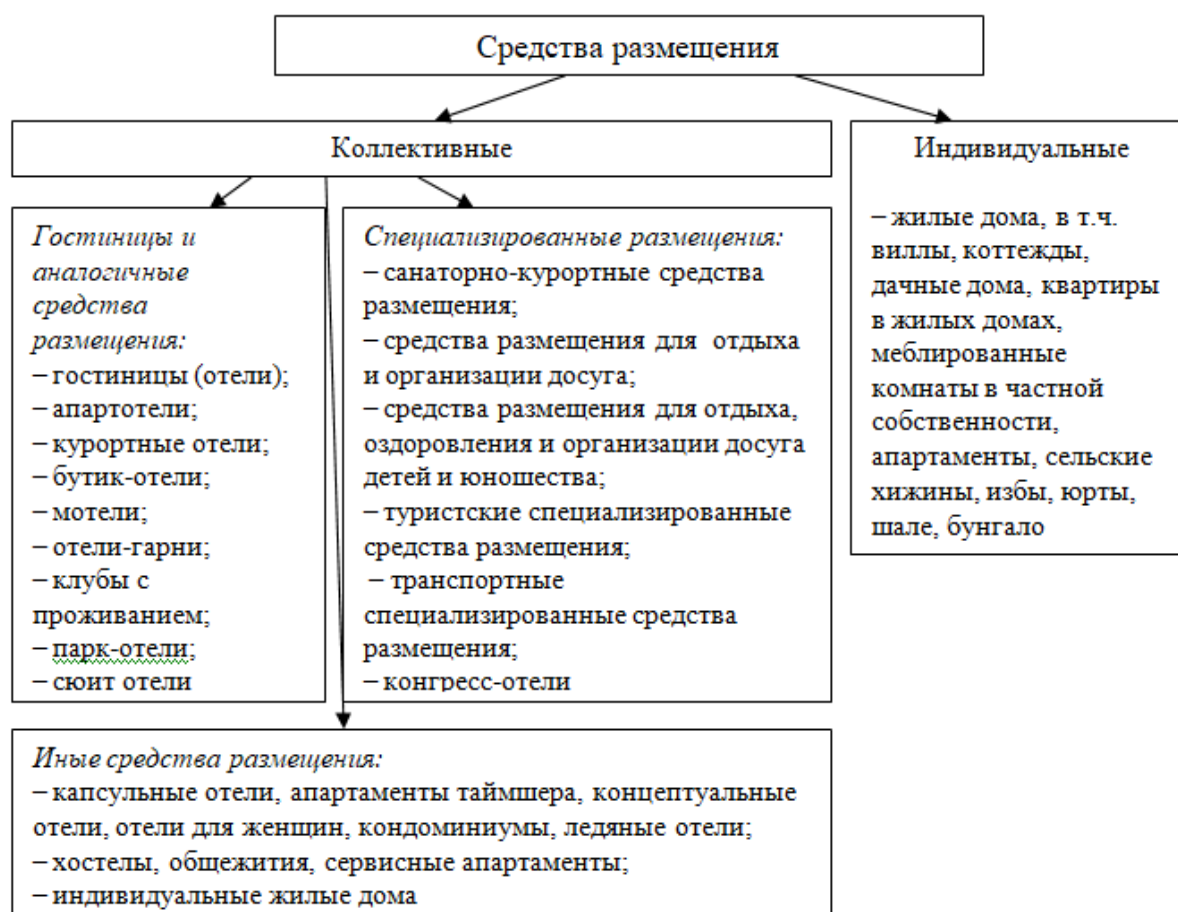 Средства размещения
Коллективные
Индивидуальные
– жилые дома, в т.ч.
виллы, коттежды,
дачные дома, квартиры
в жилых домах,
меблированные
комнаты в частной
собственности,
апартаменты, сельские
хижины, избы, юрты,
шале, бунгало
Гостиницы и
аналогичные
средства
размещения:
– гостиницы (отели);
– апартотели;
– курортные отели;
– бутик-отели;
– мотели;
– отели-гарни;
– клубы с
проживанием;
– парк-отели;
– сюит отели
Специализированные размещения:
– санаторно-курортные средства
размещения;
– средства размещения для отдыха
и организации досуга;
– средства размещения для отдыха,
оздоровления и организации досуга
детей и юношества;
– туристские специализированные
средства размещения;
– транспортные
специализированные средства
размещения;
– конгресс-отели
Иные средства размещения:
– капсульные отели, апартаменты таймшера, концептуальные
отели, отели для женщин, кондоминиумы, ледяные отели;
– хостелы, общежития, сервисные апартаменты;
– индивидуальные жилые дома